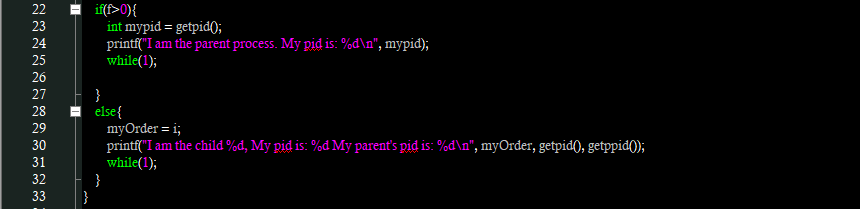 22 if(f>0){
23 int mypid = getpid();
24 printf("I am the parent process. My pid is: %d\n", mypid);
25 while(1);
26
27 }
28 else{
29 myOrder = i;
30 printf("I am the child %d, My pid is: %d My parent's pid is: %d\n", myOrder, getpid(), getppid());
31 while(1);
32 }
33 }